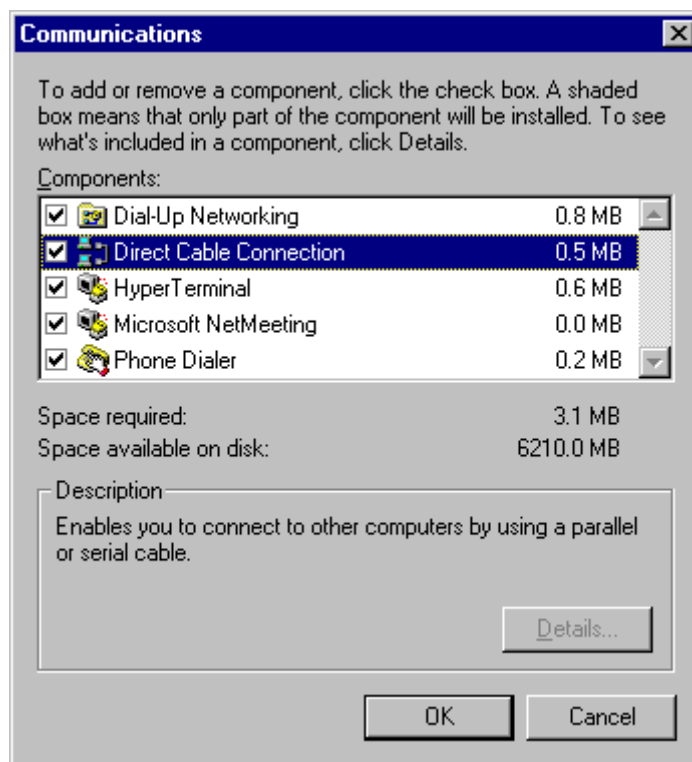 Communications
To add or remove a component, click the check box. A shaded
box means that only part of the component will be installed. To see
what's included in a component, click Details.
Components:
Dial-Up Networking 0.8 MB
Direct Cable Connection 0.5 MB
HyperTerminal 0.6 MB
Microsoft NetMeeting 0.0 MB
Phone Dialer 0.2 MB
Space required: 3.1 MB
Space available on disk: 6210.0 MB
Description
Enables you to connect to other computers by using a parallel
or serial cable.
Details...
OK Cancel